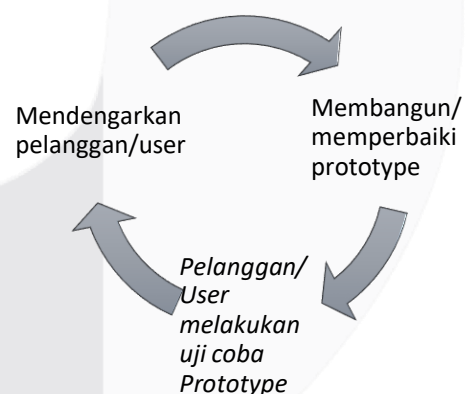 Mendengarkan
pelanggan/user
Membangun/
memperbaiki
prototype
Pelanggan/
User
melakukan
uji coba
Prototype